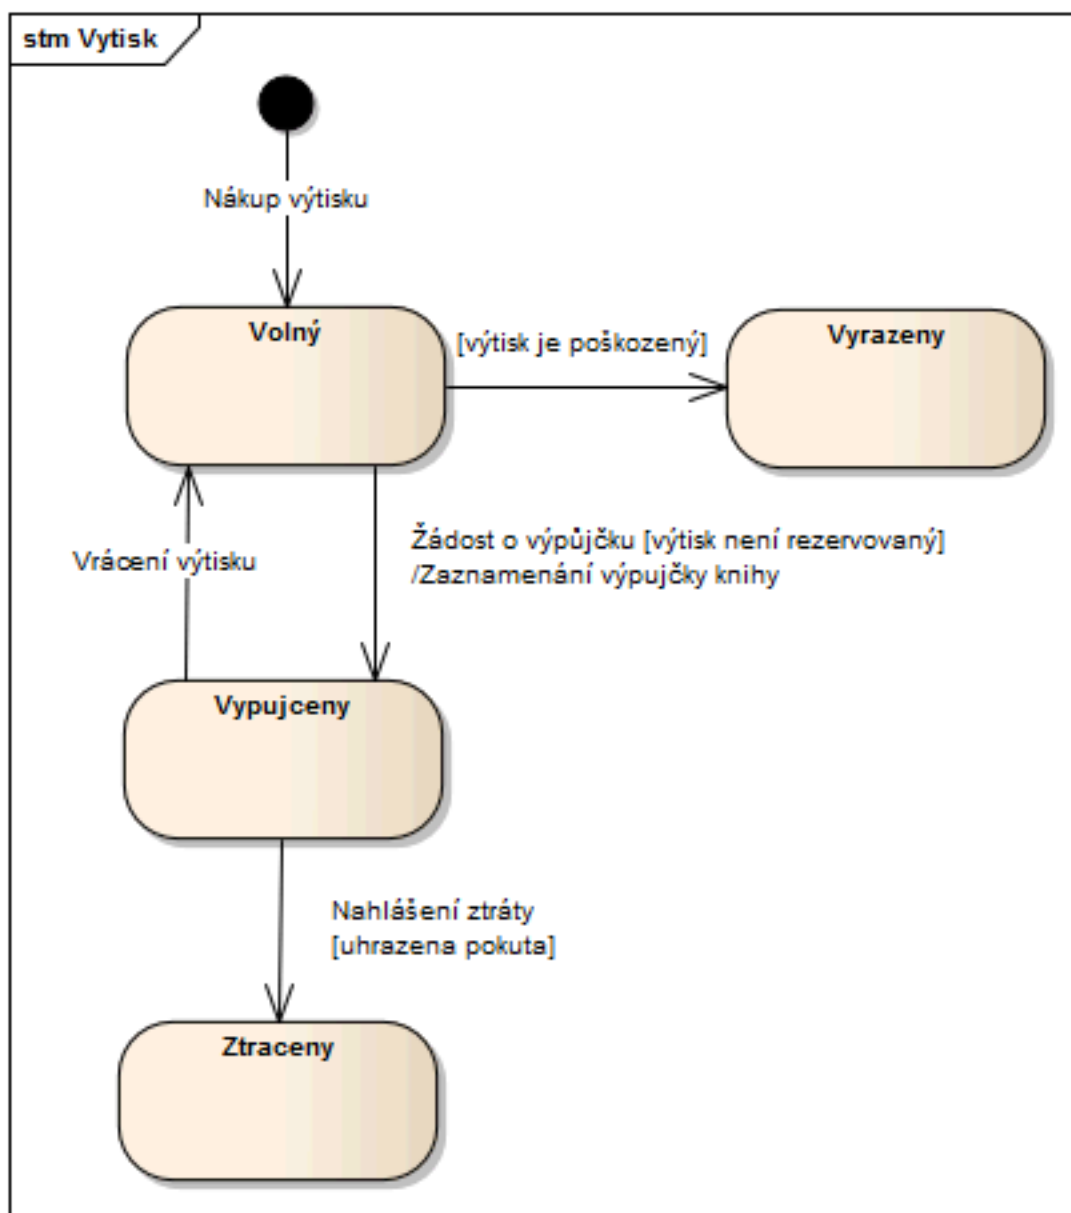 stm Vytisk
Nákup výtisku
Volný
[výtisk je poškozený]
Vyrazeny
Vrácení výtisku
Žádost o výpůjčku [výtisk není rezervovaný]
/Zaznamenání výpujčky knihy
Vypujceny
Nahlášení ztráty
[uhrazena pokuta]
Ztraceny